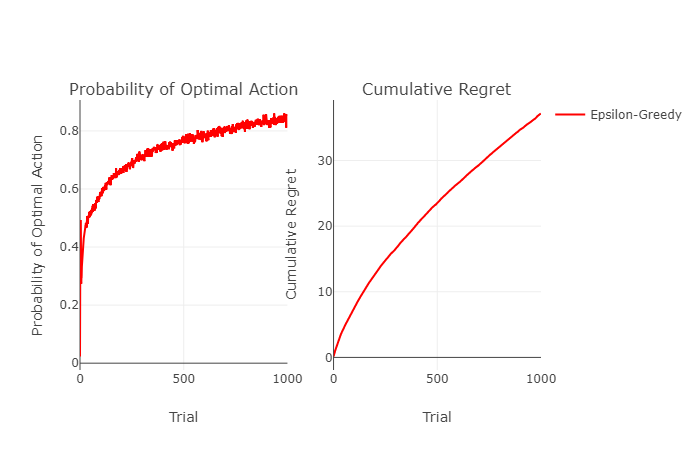 Probability of Optimal Action
Cumulative Regret
Epsilon-Greedy
Probability of Optimal Action
0.8
0.6
0.4
0.2
0
0
500
1000
Trial
Cumulative Regret
30
20
10
0
0
500
1000
Trial